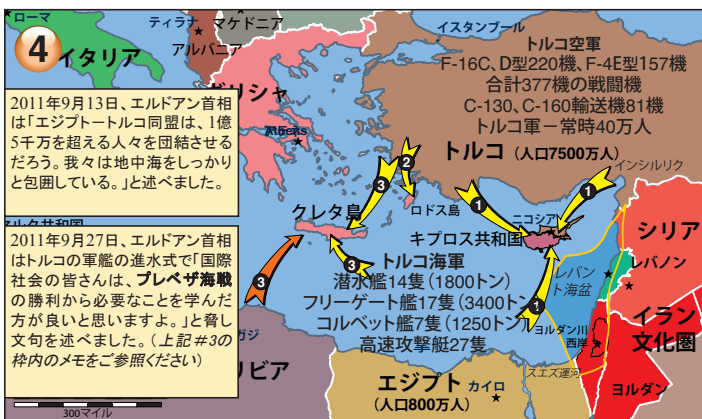 4
ローマ
イタリア
ティラナ
マケドニア
アルバニア
ギリシャ
イスタンブール
トルコ空軍
F-16C、D型220機、F-4E型157機
合計377機の戦闘機
C-130、C-160輸送機81機
トルコ軍－常時40万人
トルコ (人口7500万人)
インシルリク
2011年9月13日、エルドアン首相
は「エジプトートルコ同盟は、1億
5千万を超える人々を団結させる
だろう。我々は地中海をしっかり
と包囲している。」と述べました。
Athens
2
3
1
1
クレタ島
ロドス島
ニコシア
キプロス共和国
シリア
マルタ共和国
2011年9月27日、エルドアン首相
はトルコの軍艦の進水式で「国際
社会の皆さんは、プレベザ海戦
の勝利から必要なことを学んだ
方が良いと思いますよ。」と脅し
文句を述べました。(上記＃3の
枠内のメモをご参照ください)
3
3
1
トルコ海軍
潜水艦14隻（1800トン）
フリーゲート艦17隻（3400トン
コルベット艦7隻（1250トン）
高速攻撃艇27隻
レバン
ト海盆
レバノン
イラン
文化圏
ヨルダン川
西岸
スエズ運河
ヨルダン
ガジ
リビア
エジプト
(人口800万人)
カイロ
300マイル